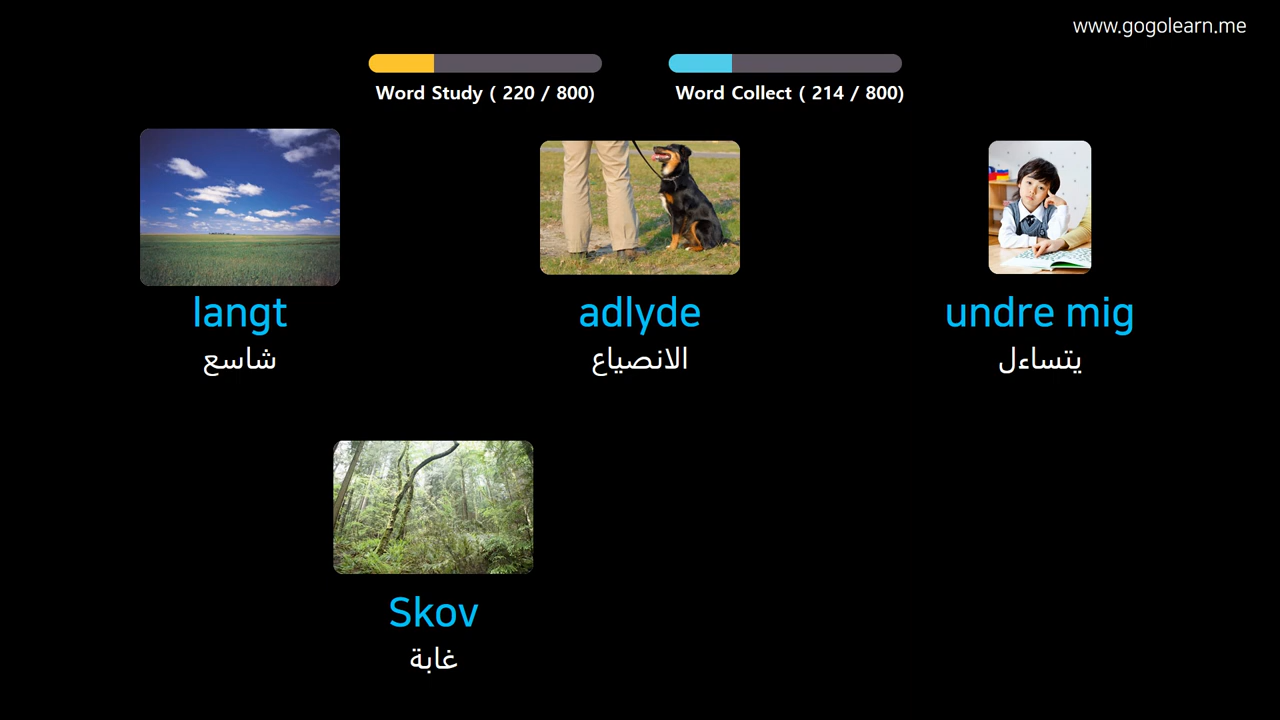 www.gogolearn.me
Word Study ( 220 / 800)
Word Collect ( 214 / 800)
langt
شاسع
adlyde
الانصياع
undre mig
يتساءل
Skov
غابة